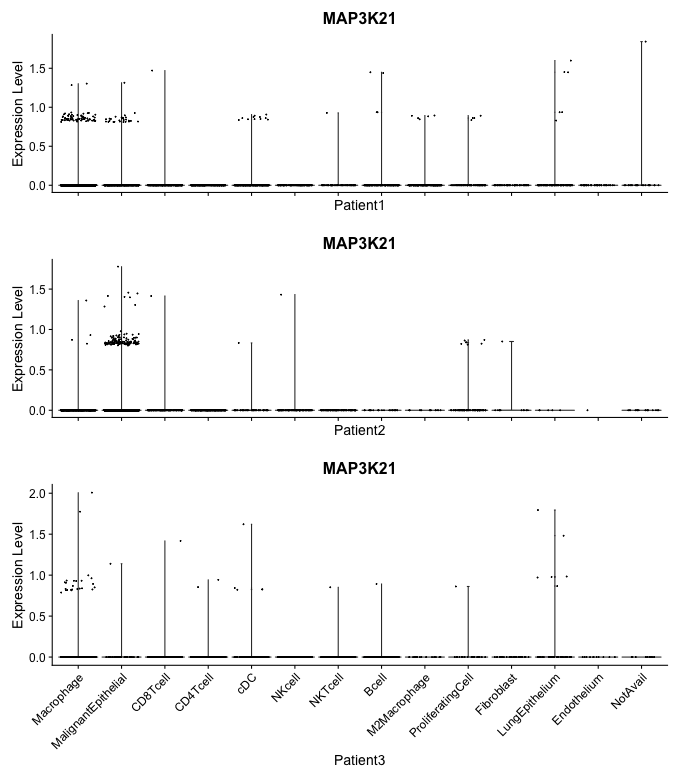 MAP3K21
Expression Level
1.5
1.0
0.5
0.0
Patient1
MAP3K21
Expression Level
1.5
1.0
0.5
0.0
Patient2
MAP3K21
Expression Level
2.0
1.5
1.0
0.5
0.0
Macrophage
MalignantEpithelial
CD8Tcell
CD4Tcell
cDC
NKcell
NKTcell
Bcell
M2Macrophage
ProliferatingCell
Fibroblast
LungEpithelium
Endothelium
NotAvail
Patient3